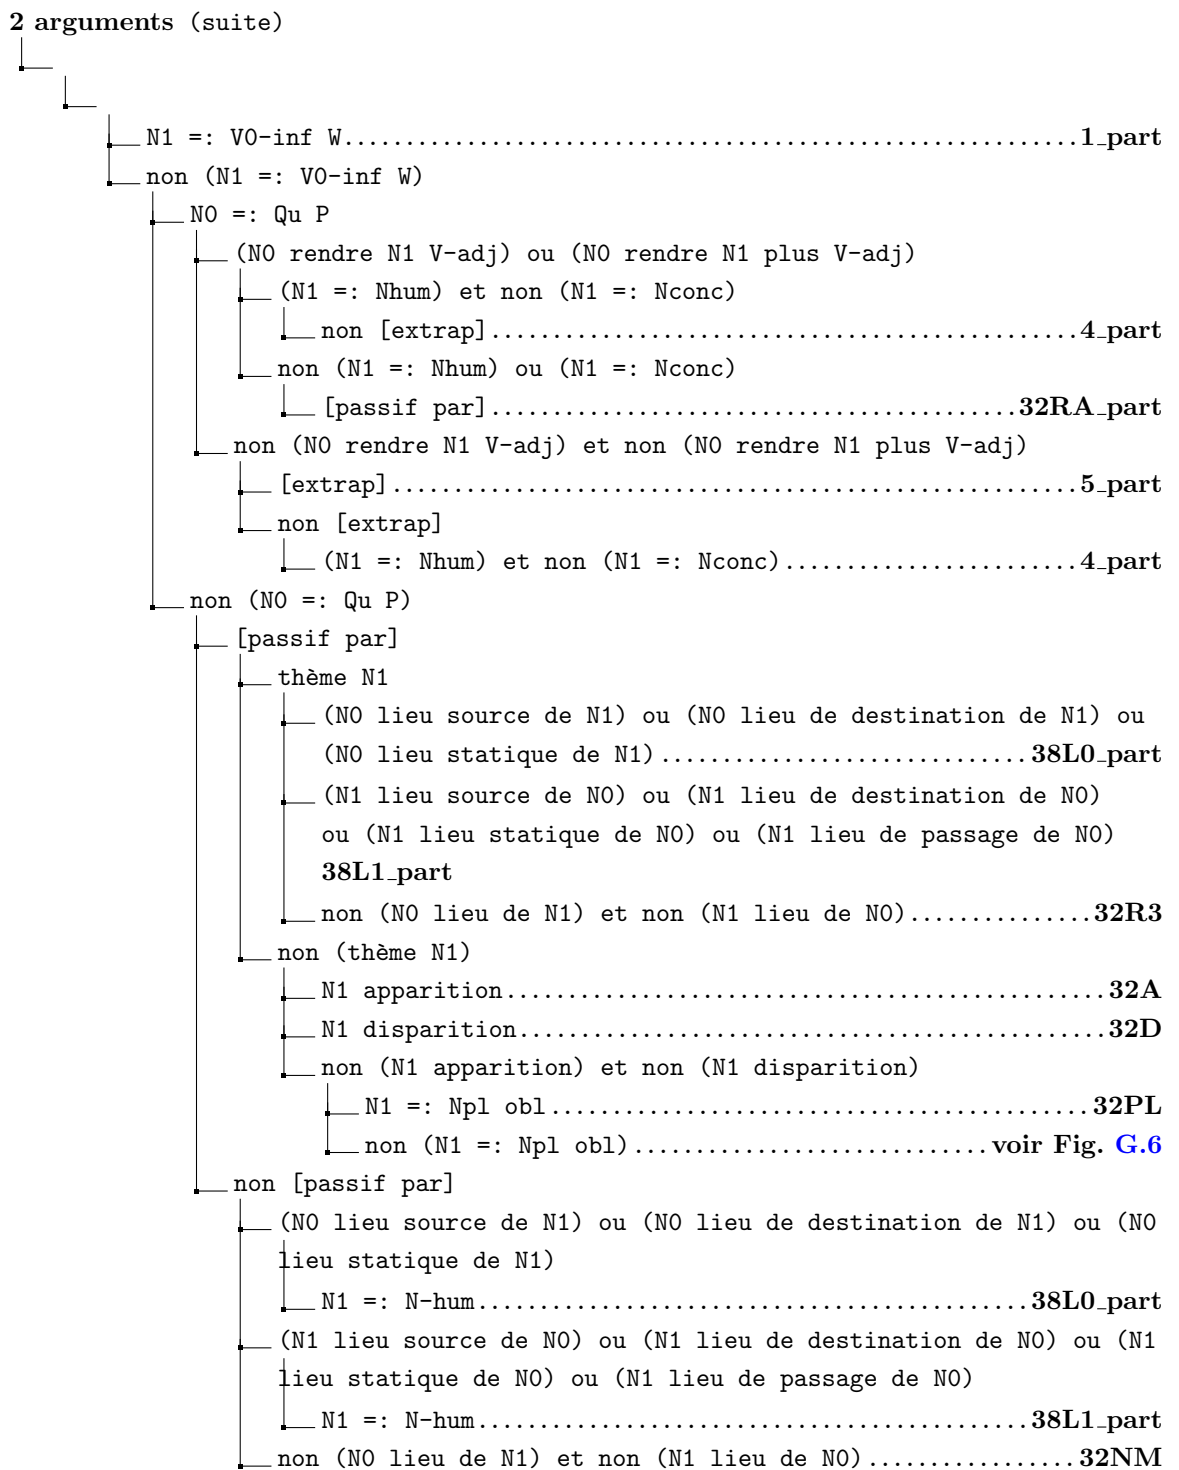 2 arguments (suite)
N1 =: V0-inf W........................................................1_part
non (N1 =: V0-inf W)
N0 =: Qu P
(N0 rendre N1 V-adj) ou (N0 rendre N1 plus V-adj)
(N1 =: Nhum) et non (N1 =: Nconc)
non [extrap]................................................4_part
non (N1 =: Nhum) ou (N1 =: Nconc)
[passif par]...........................................32RA_part
non (N0 rendre N1 V-adj) et non (N0 rendre N1 plus V-adj)
[extrap]........................................................5_part
non [extrap]
(N1 =: Nhum) et non (N1 =: Nconc)........................4_part
non (N0 =: Qu P)
[passif par]
thème N1
(N0 lieu source de N1) ou (N0 lieu de destination de N1) ou
(N0 lieu statique de N1)..............................38L0_part
(N1 lieu source de N0) ou (N1 lieu de destination de N0)
ou (N1 lieu statique de N0) ou (N1 lieu de passage de N0)
38L1_part
non (N0 lieu de N1) et non (N1 lieu de N0)...............32R3
non (thème N1)
N1 apparition.................................................32A
N1 disparition................................................32D
non (N1 apparition) et non (N1 disparition)
N1 =: Npl obl............................................32PL
non (N1 =: Npl obl).............................voir Fig. G.6
non [passif par]
(N0 lieu source de N1) ou (N0 lieu de destination de N1) ou (N0
lieu statique de N1)
N1 =: N-hum.............................................38L0_part
(N1 lieu source de N0) ou (N1 lieu de destination de N0) ou (N1
lieu statique de N0) ou (N1 lieu de passage de N0)
N1 =: N-hum.............................................38L1_part
non (N0 lieu de N1) et non (N1 lieu de N0).................32NM